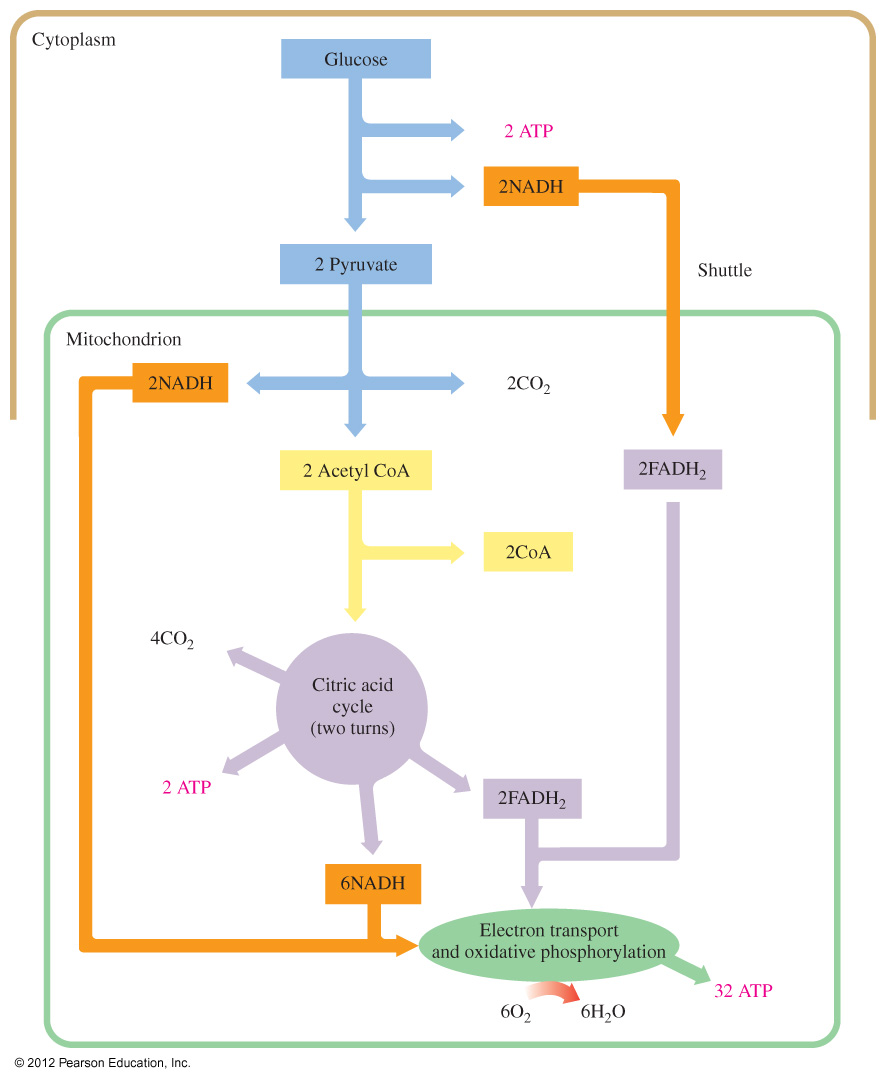 Cytoplasm
Glucose
2 ATP
2NADH
2 Pyruvate
Shuttle
Mitochondrion
2NADH
2CO₂
2 Acetyl CoA
2FADH₂
2CoA
4CO₂
Citric acid
cycle
(two turns)
2 ATP
2FADH₂
6NADH
Electron transport
and oxidative phosphorylation
32 ATP
6O₂
6H₂O
© 2012 Pearson Education, Inc.